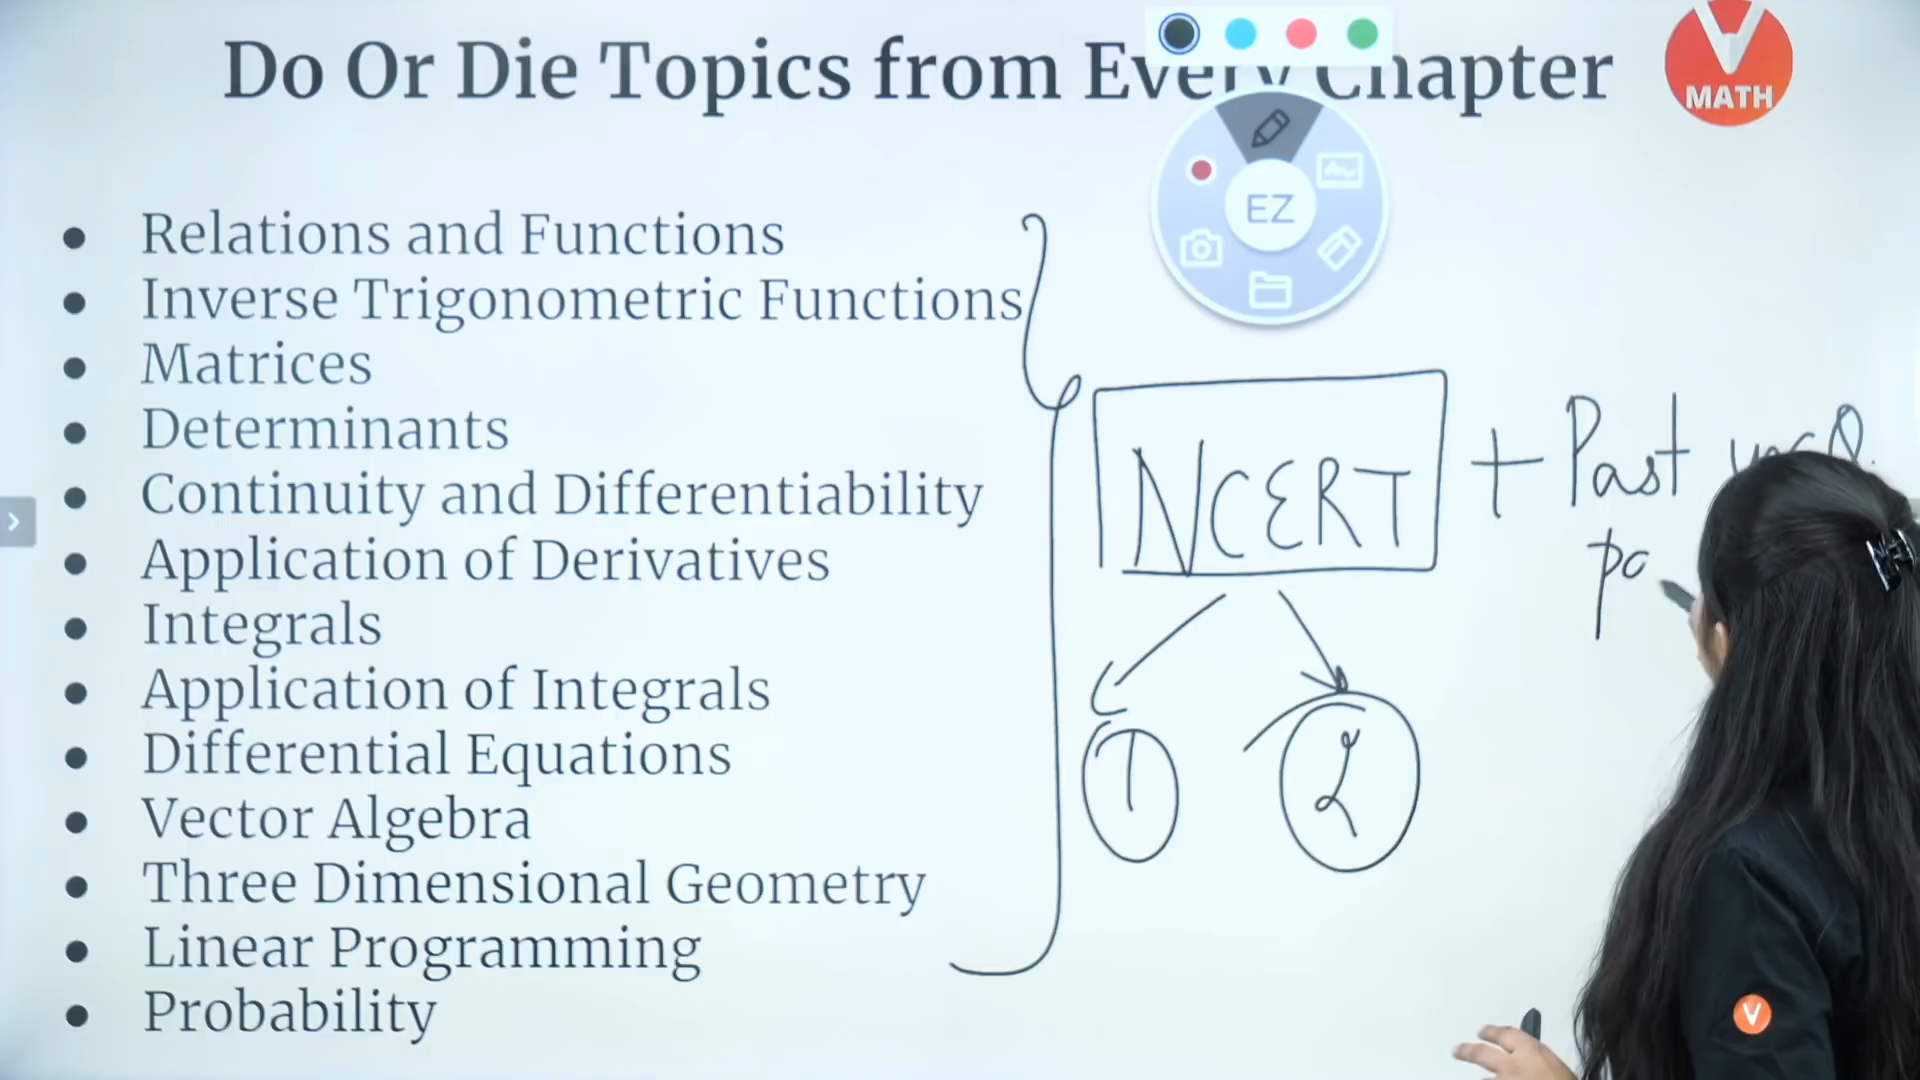 Do Or Die Topics from Every Chapter
MATH
EZ
● Relations and Functions
● Inverse Trigonometric Functions
● Matrices
● Determinants
● Continuity and Differentiability
● Application of Derivatives
● Integrals
● Application of Integrals
● Differential Equations
● Vector Algebra
● Three Dimensional Geometry
● Linear Programming
● Probability
NCERT + Past
1 2
V